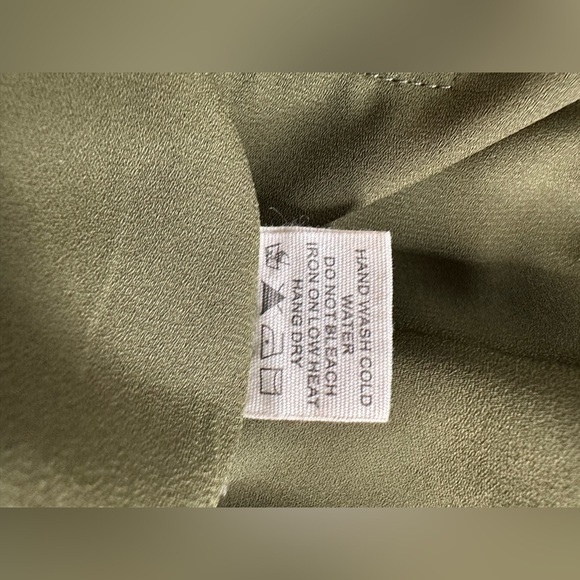 HAND WASH COLD
WATER
DO NOT BLEACH
IRON ON LOW HEAT
HANG DRY